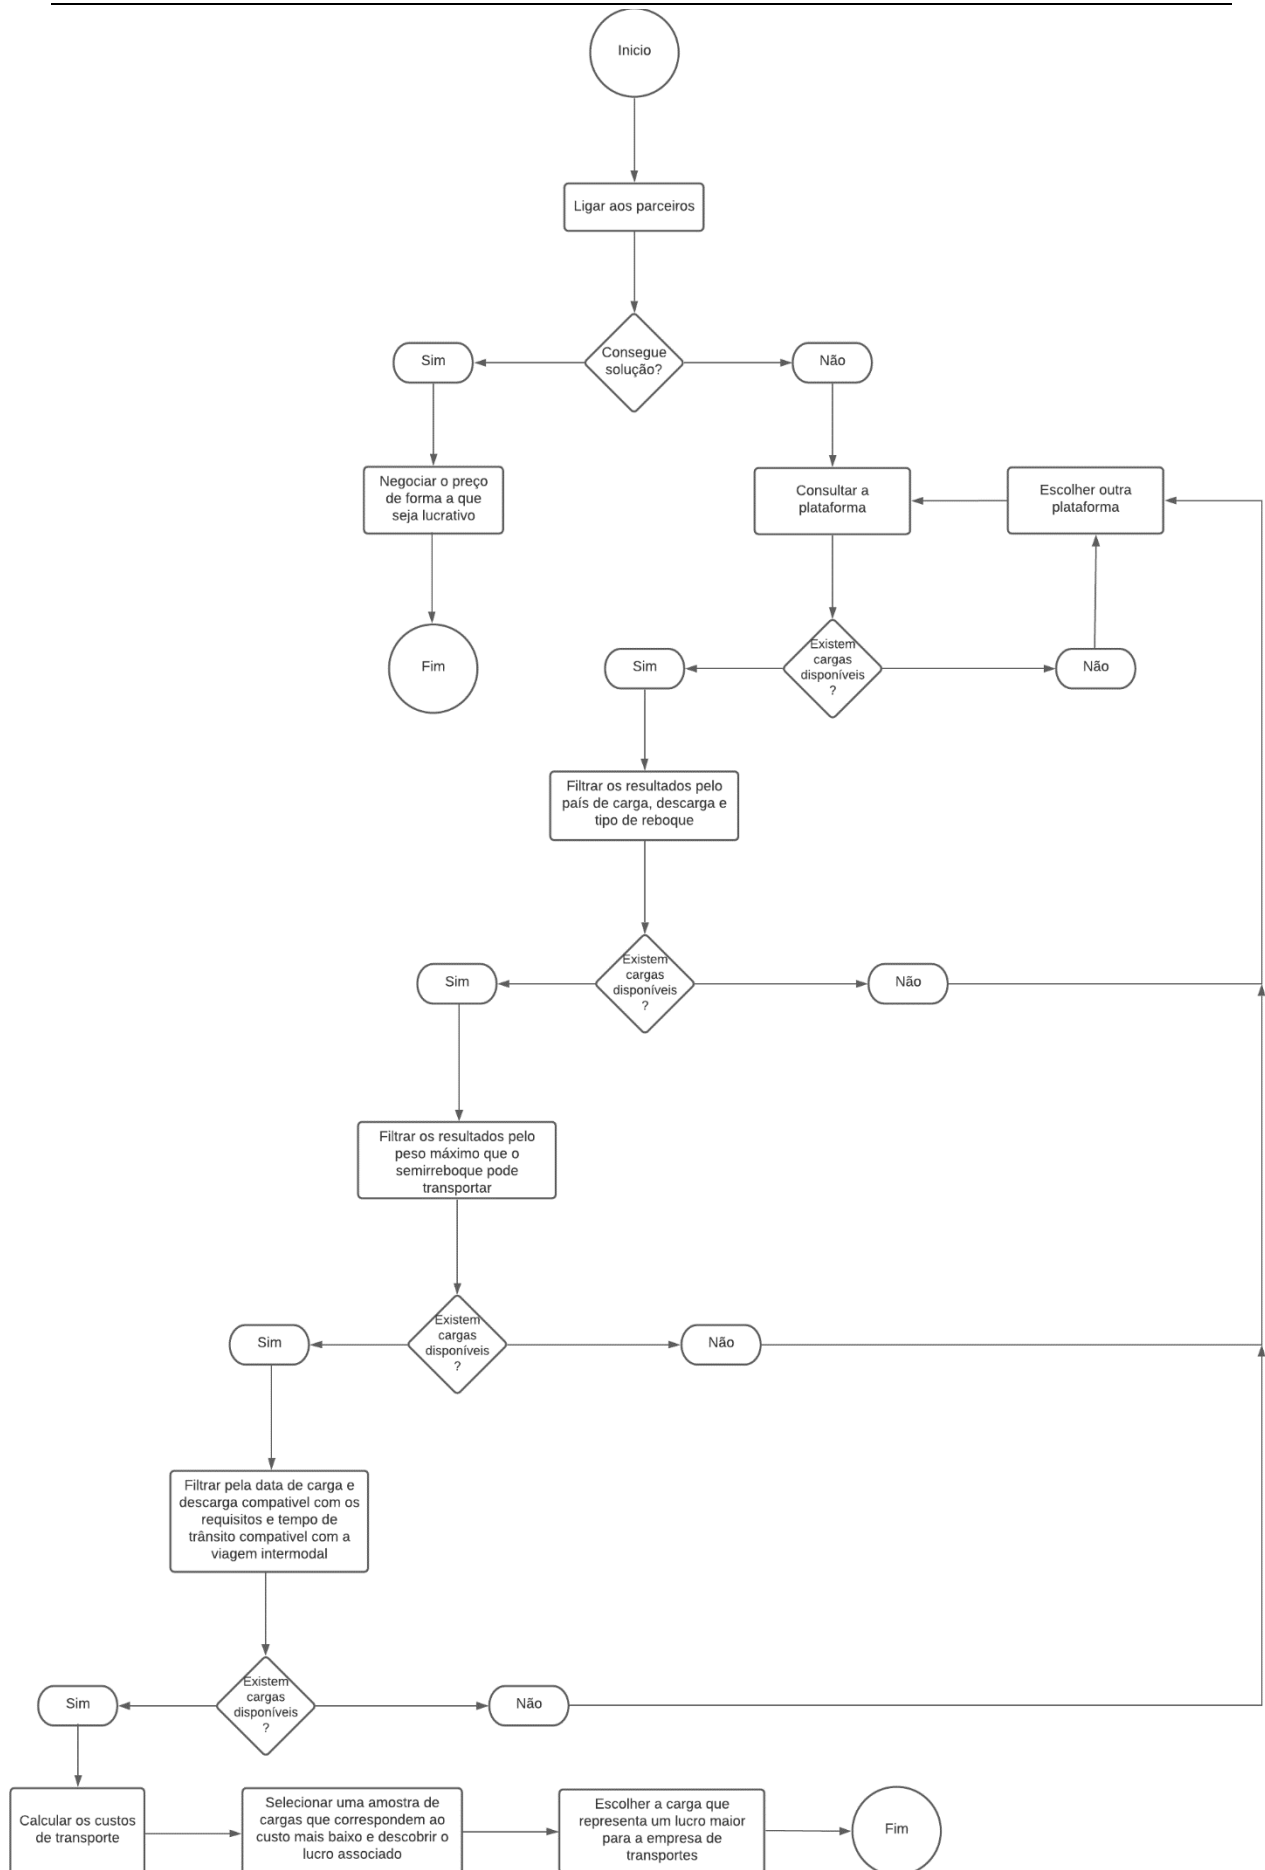 Inicio
Ligar aos parceiros
Consegue
solução?
Sim
Não
Negociar o preço
de forma a que
seja lucrativo
Consultar a
plataforma
Escolher outra
plataforma
Fim
Existem
cargas
disponíveis
?
Sim
Não
Filtrar os resultados pelo
país de carga, descarga e
tipo de reboque
Existem
cargas
disponíveis
?
Sim
Não
Filtrar os resultados pelo
peso máximo que o
semirreboque pode
transportar
Existem
cargas
disponíveis
?
Sim
Não
Filtrar pela data de carga e
descarga compativel com os
requisitos e tempo de
trânsito compativel com a
viagem intermodal
Existem
cargas
disponíveis
?
Sim
Não
Calcular os custos
de transporte
Selecionar uma amostra de
cargas que correspondem ao
custo mais baixo e descobrir o
lucro associado
Escolher a carga que
representa um lucro maior
para a empresa de
transportes
Fim